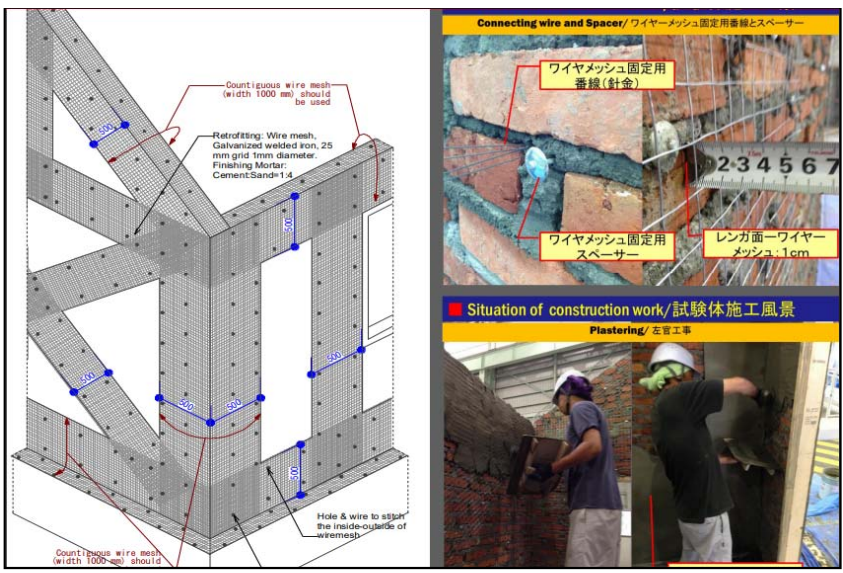 Countiguous wire mesh
(width 1000 mm) should
be used
500
Retrofitting: Wire mesh,
Galvanized welded iron, 25
mm grid 1mm diameter.
Finishing Mortar:
Cement:Sand=1:4
500
500
500
500
500
500
Hole & wire to stitch
the inside-outside of
wiremesh
Countiguous wire mesh
(width 1000 mm) should
Connecting wire and Spacer/ ワイヤーメッシュ固定用番線とスペーサー
ワイヤメッシュ固定用
番線(針金)
2 3 4 5 6 7
ワイヤメッシュ固定用
スペーサー
レンガ面ーワイヤー
メッシュ:1cm
Situation of construction work/試験体施工風景
Plastering/ 左官工事